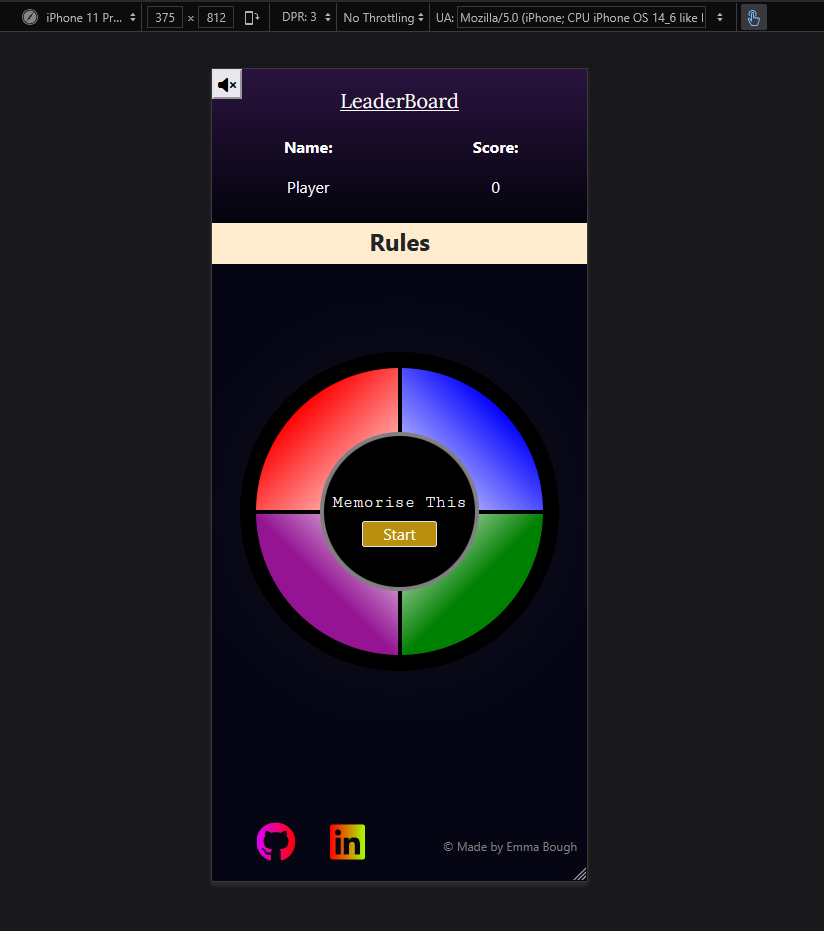 iPhone 11 Pr... 375 × 812 DPR: 3 No Throttling UA: Mozilla/5.0 (iPhone; CPU iPhone OS 14_6 like
LeaderBoard
Name: Score:
Player 0
Rules
Memorise This
Start
in
© Made by Emma Bough